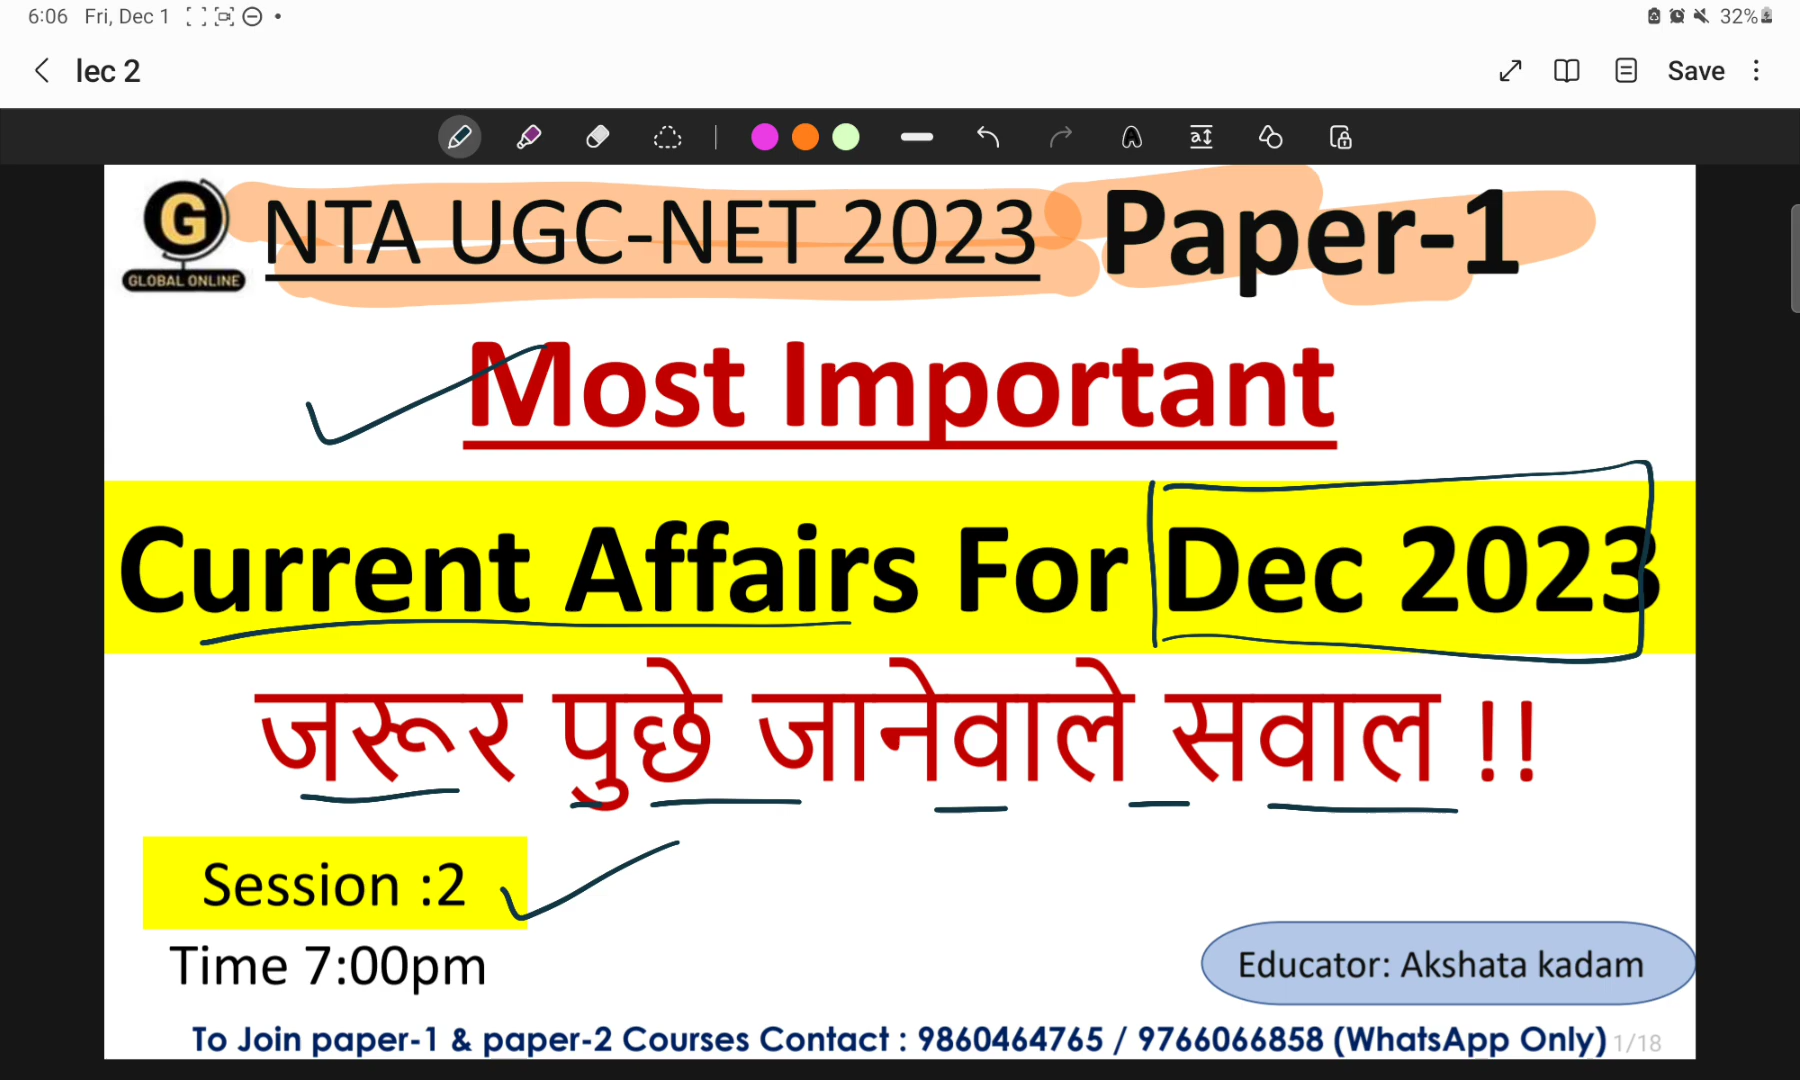 6:06 Fri, Dec 1 32%
lec 2 Save
G GLOBAL ONLINE
NTA UGC-NET 2023 Paper-1
Most Important
Current Affairs For Dec 2023
जरूर पुछे जानेवाले सवाल !!
Session :2
Time 7:00pm
Educator: Akshata kadam
To Join paper-1 & paper-2 Courses Contact : 9860464765 / 9766066858 (WhatsApp Only) 1/18